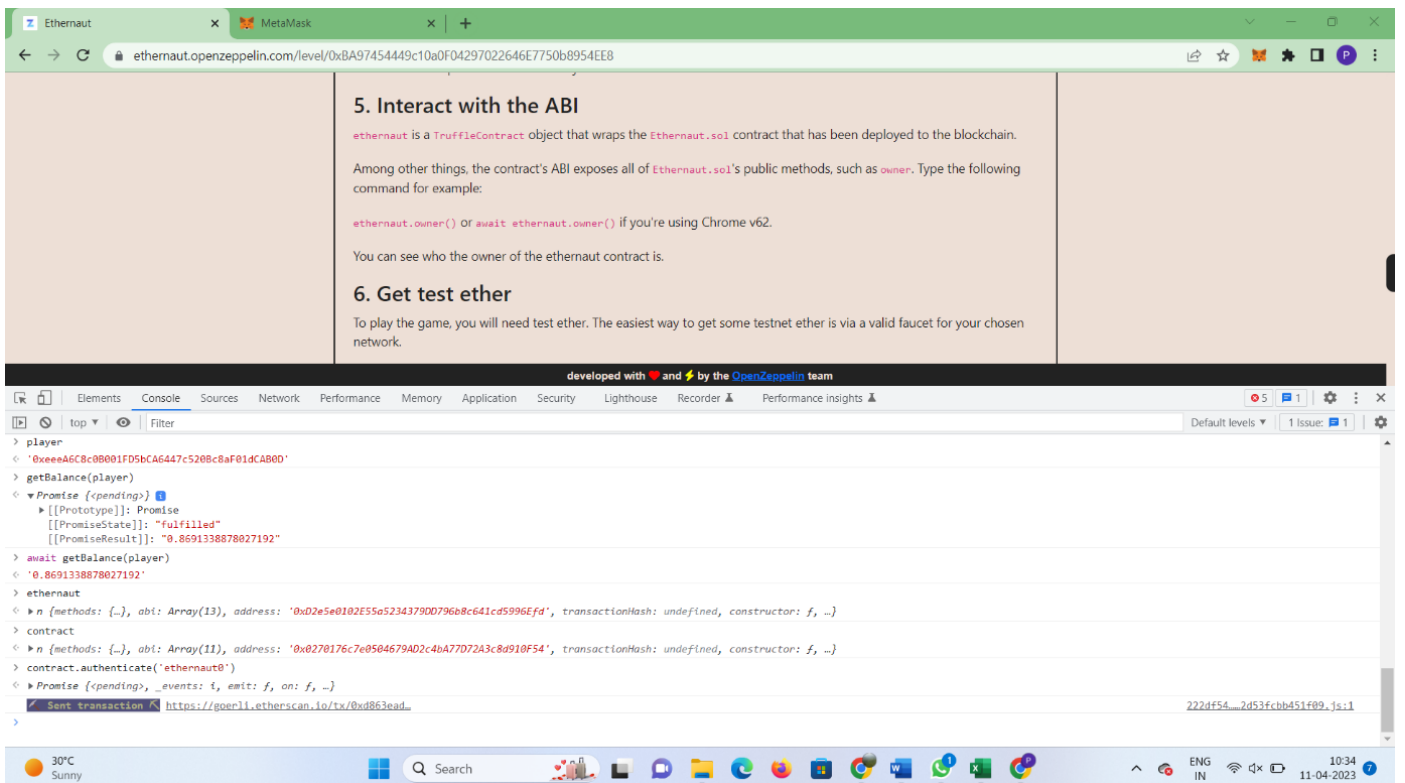 Ethernaut
MetaMask
ethernaut.openzeppelin.com/level/0xBA97454449c10a0F04297022646E7750b8954EE8
P
5. Interact with the ABI
ethernaut is a TruffleContract object that wraps the Ethernaut.sol contract that has been deployed to the blockchain.
Among other things, the contract's ABI exposes all of Ethernaut.sol's public methods, such as owner. Type the following
command for example:
ethernaut.owner() or await ethernaut.owner() if you're using Chrome v62.
You can see who the owner of the ethernaut contract is.
6. Get test ether
To play the game, you will need test ether. The easiest way to get some testnet ether is via a valid faucet for your chosen
network.
developed with ❤ and ⚡ by the OpenZeppelin team
Elements Console Sources Network Performance Memory Application Security Lighthouse Recorder Performance insights 5 1
top ▼ Filter Default levels ▼ 1 Issue: 1
> player
'0xeeeA6C8c0B001FD5bCA6447c520Bc8aF01dCAB0D'
> getBalance(player)
▼Promise {<pending>} i
▶[[Prototype]]: Promise
[[PromiseState]]: "fulfilled"
[[PromiseResult]]: "0.8691338878027192"
> await getBalance(player)
'0.8691338878027192'
> ethernaut
▶n {methods: {…}, abi: Array(13), address: '0xD2e5e0102E55a5234379DD796b8c641cd5996Efd', transactionHash: undefined, constructor: ƒ, …}
> contract
▶n {methods: {…}, abi: Array(11), address: '0x0270176c7e0504679AD2c4bA77D72A3c8d910F54', transactionHash: undefined, constructor: ƒ, …}
> contract.authenticate('ethernaut0')
▶Promise {<pending>, _events: i, emit: ƒ, on: ƒ, …}
Sent transaction https://goerli.etherscan.io/tx/0xd863ead… 222df54……2d53fcbb451f09.js:1
>
30°C
Sunny
Search
1
P
ENG
IN
10:34
11-04-2023
7